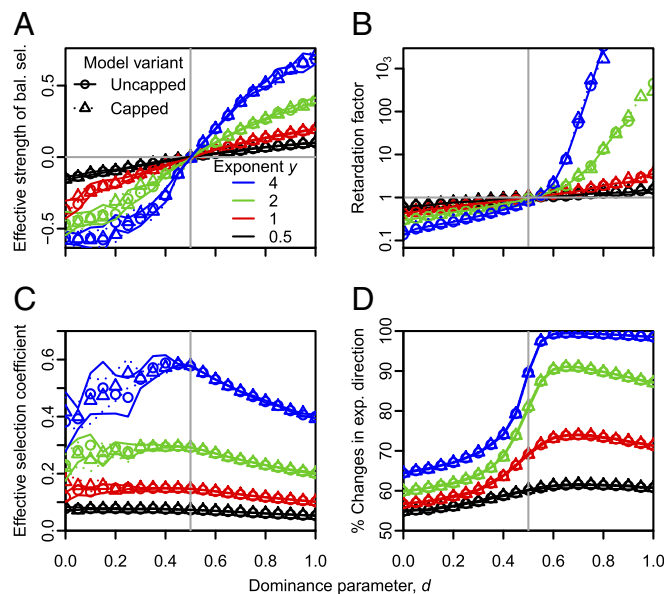 A
Effective strength of bal. sel.
0.5
0.0
−0.5
Model variant
Uncapped
Capped
Exponent y
4
2
1
0.5
B
Retardation factor
10³
100
10
1
0.1
C
Effective selection coefficient
0.6
0.4
0.2
0.0
0.0 0.2 0.4 0.6 0.8 1.0
D
% Changes in exp. direction
100
90
80
70
60
50
0.0 0.2 0.4 0.6 0.8 1.0
Dominance parameter, d